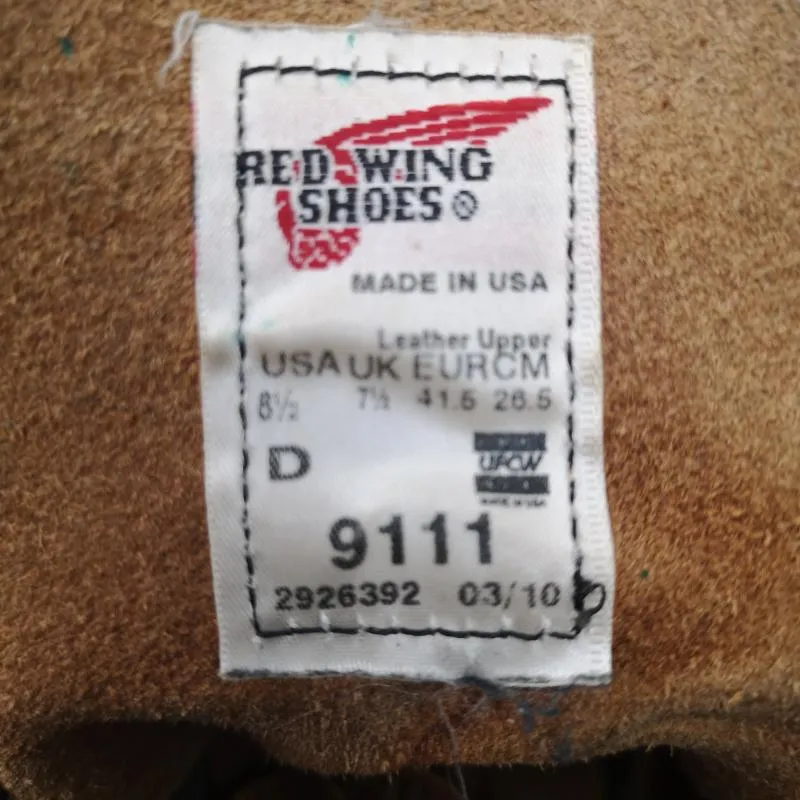 RED WING
SHOES®
MADE IN USA
Leather Upper
USA UK EUR CM
8½ 7½ 41.5 26.5
D
UFCW
9111
2926392 03/10